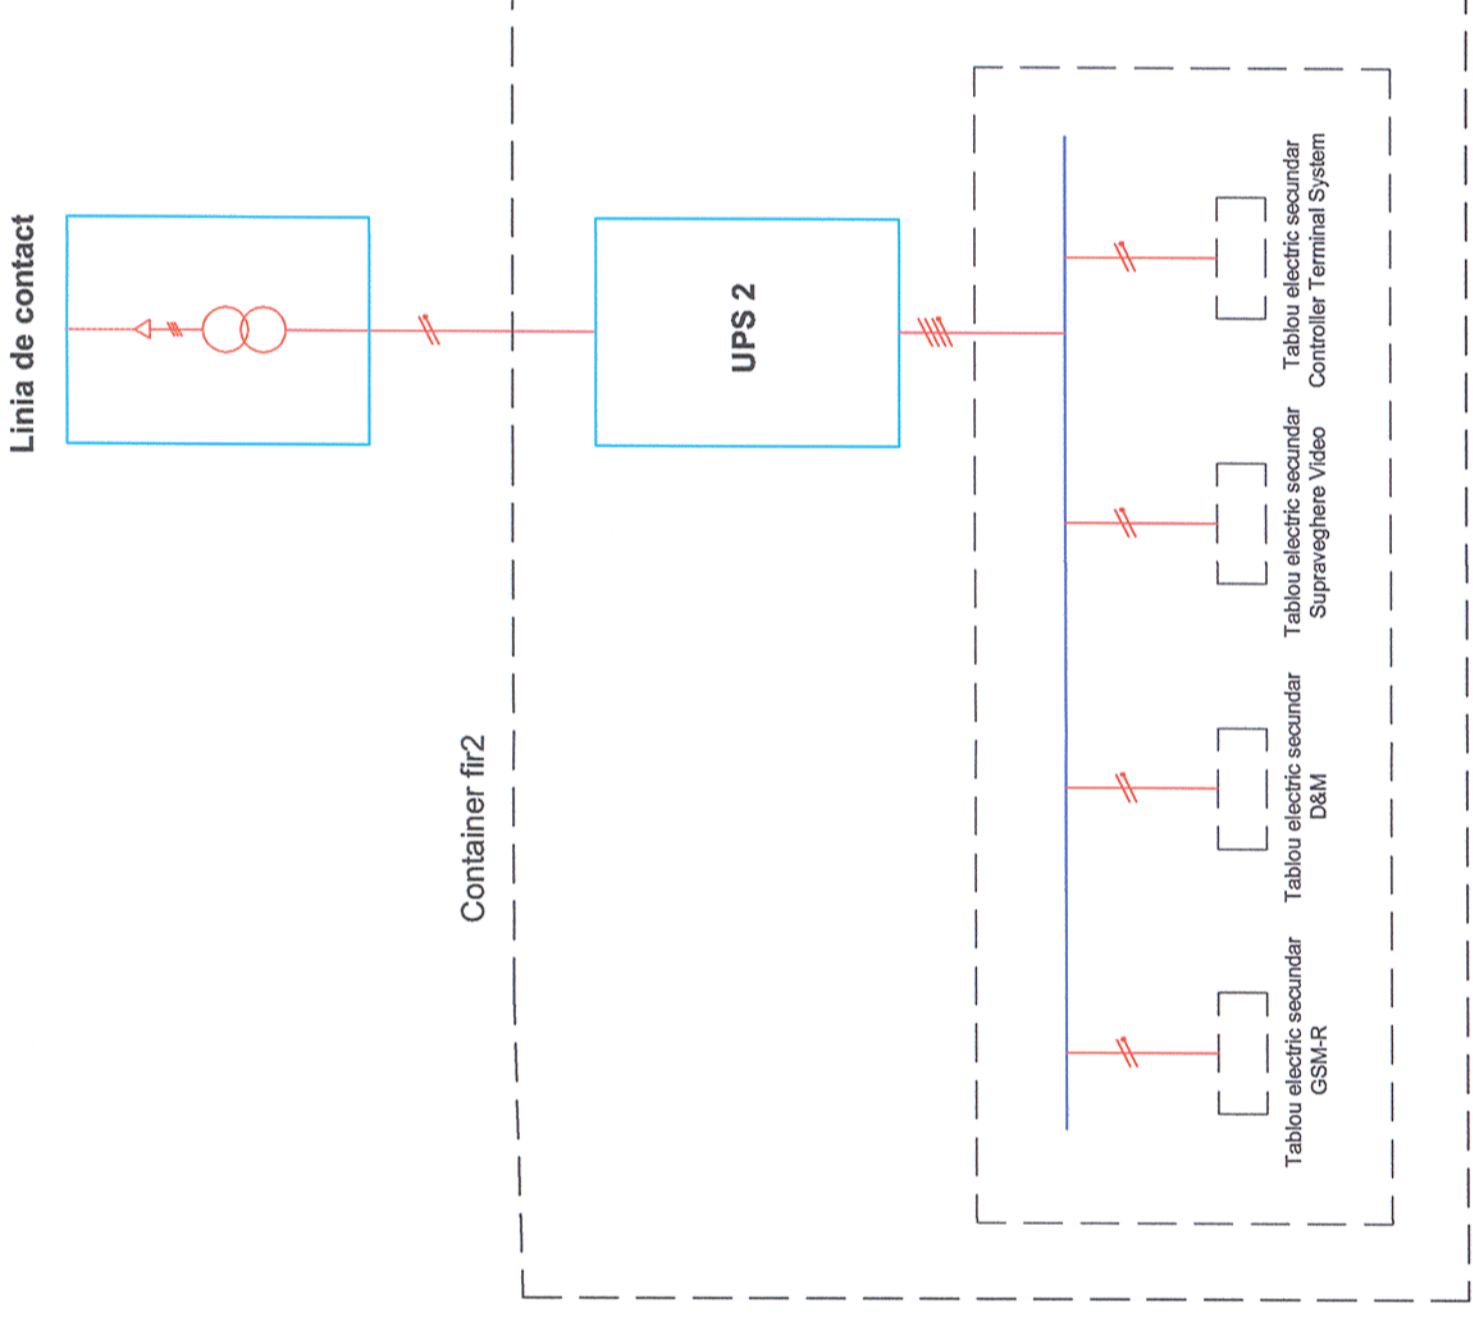 Linia de contact
Container fir2
UPS 2
Tablou electric secundar
GSM-R
Tablou electric secundar
D&M
Tablou electric secundar
Supraveghere Video
Tablou electric secundar
Controller Terminal System